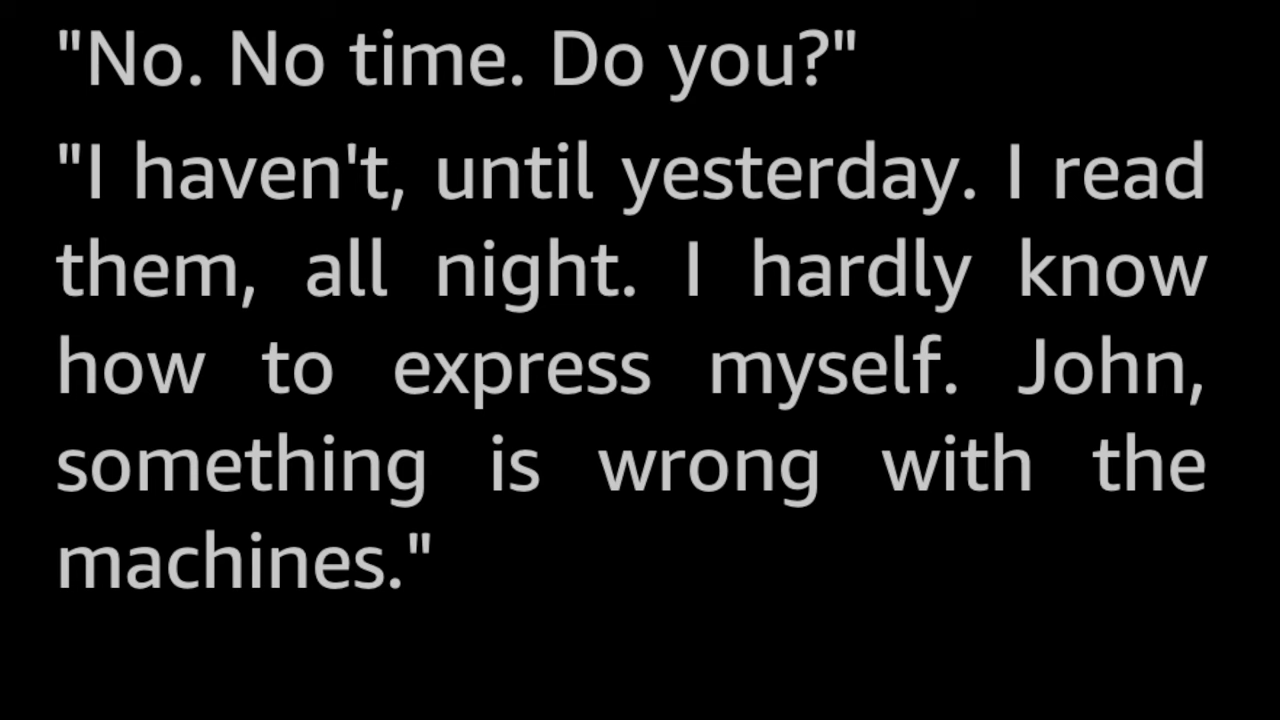 "No. No time. Do you?"
"I haven't, until yesterday. I read
them, all night. I hardly know
how to express myself. John,
something is wrong with the
machines."